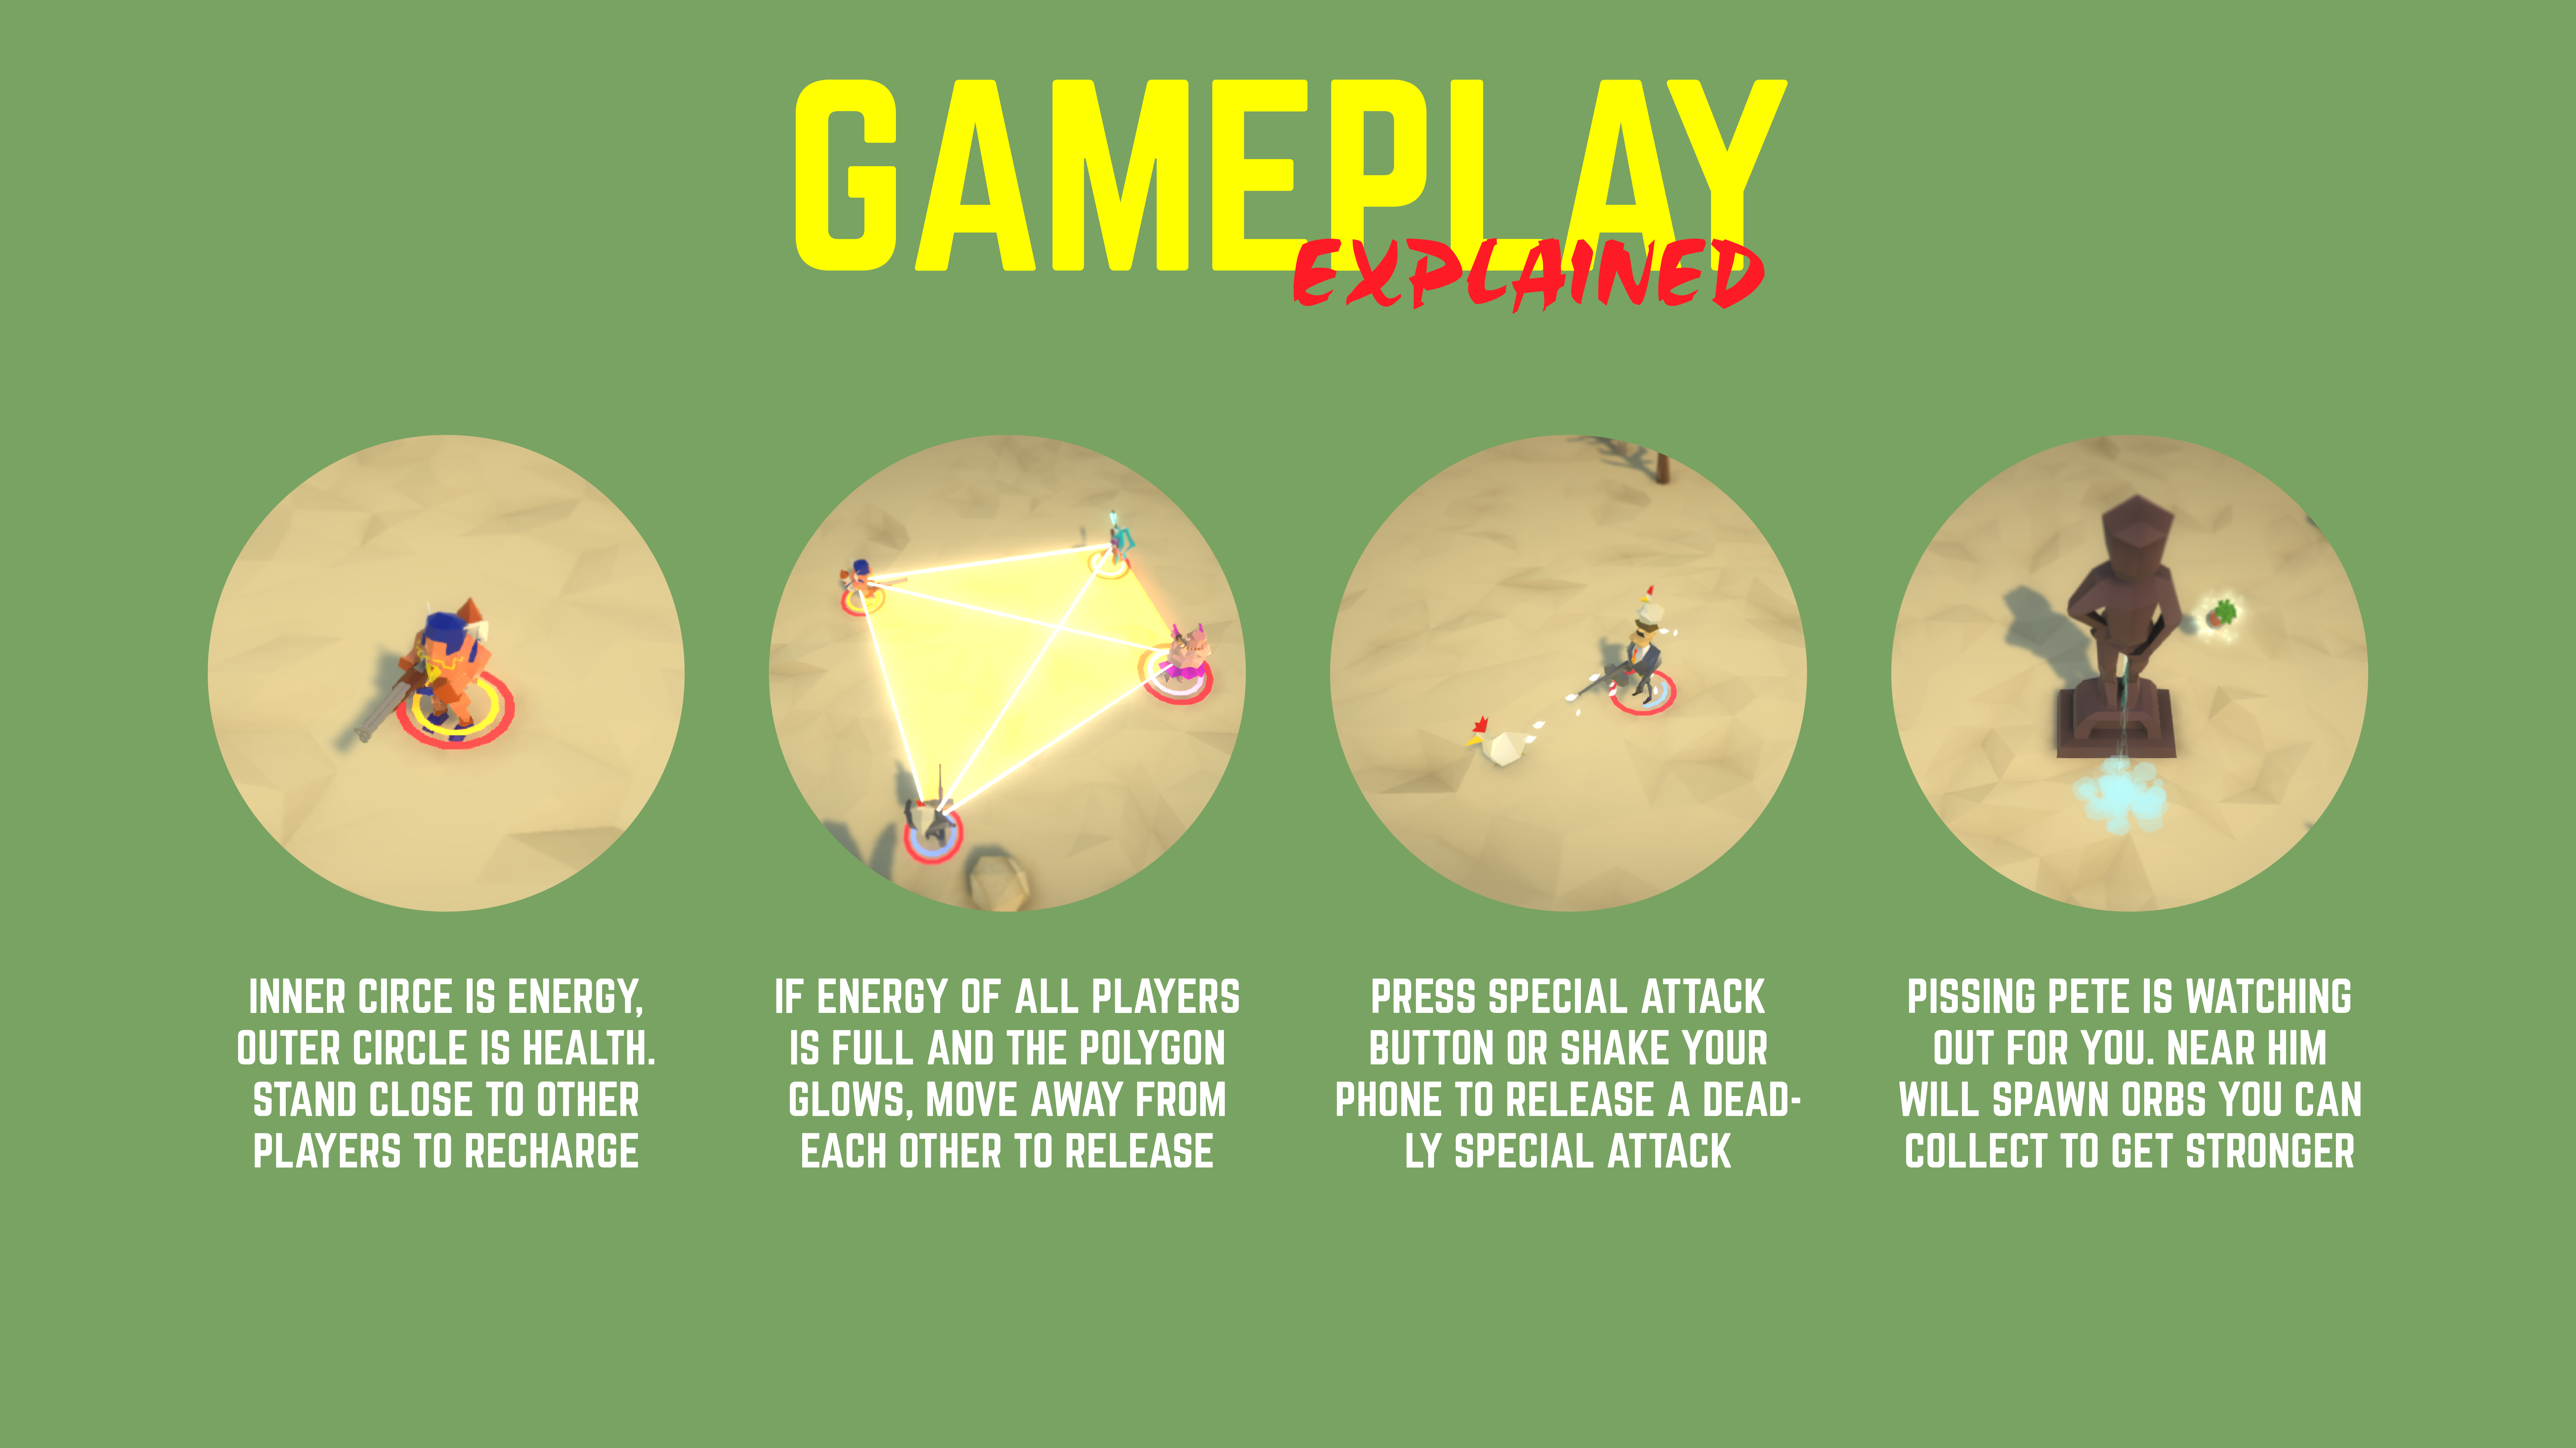 GAMEPLAY
EXPLAINED
INNER CIRCE IS ENERGY,
OUTER CIRCLE IS HEALTH.
STAND CLOSE TO OTHER
PLAYERS TO RECHARGE
IF ENERGY OF ALL PLAYERS
IS FULL AND THE POLYGON
GLOWS, MOVE AWAY FROM
EACH OTHER TO RELEASE
PRESS SPECIAL ATTACK
BUTTON OR SHAKE YOUR
PHONE TO RELEASE A DEAD-
LY SPECIAL ATTACK
PISSING PETE IS WATCHING
OUT FOR YOU. NEAR HIM
WILL SPAWN ORBS YOU CAN
COLLECT TO GET STRONGER